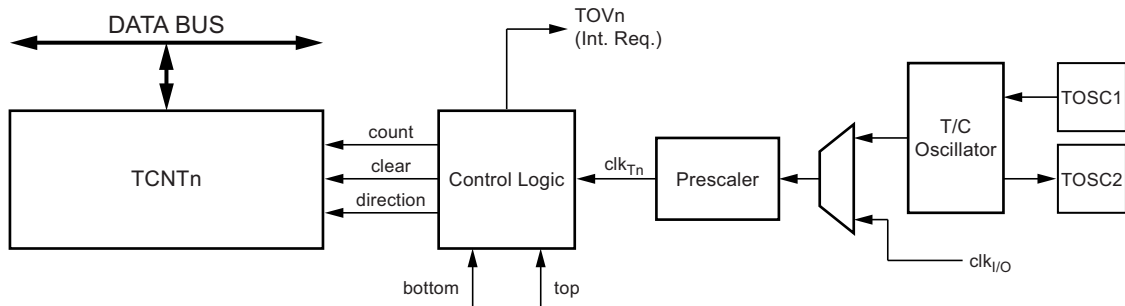 DATA BUS
TOVn
(Int. Req.)
TCNTn
count
clear
direction
Control Logic
clkTn
Prescaler
T/C
Oscillator
TOSC1
TOSC2
clkI/O
bottom
top